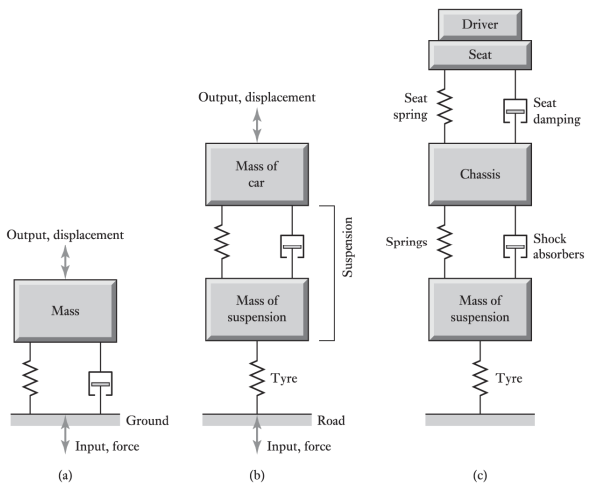 Output, displacement
Mass
Ground
Input, force
(a)
Output, displacement
Mass of
car
Suspension
Mass of
suspension
Tyre
Road
Input, force
(b)
Driver
Seat
Seat
spring
Seat
damping
Chassis
Springs
Shock
absorbers
Mass of
suspension
Tyre
(c)